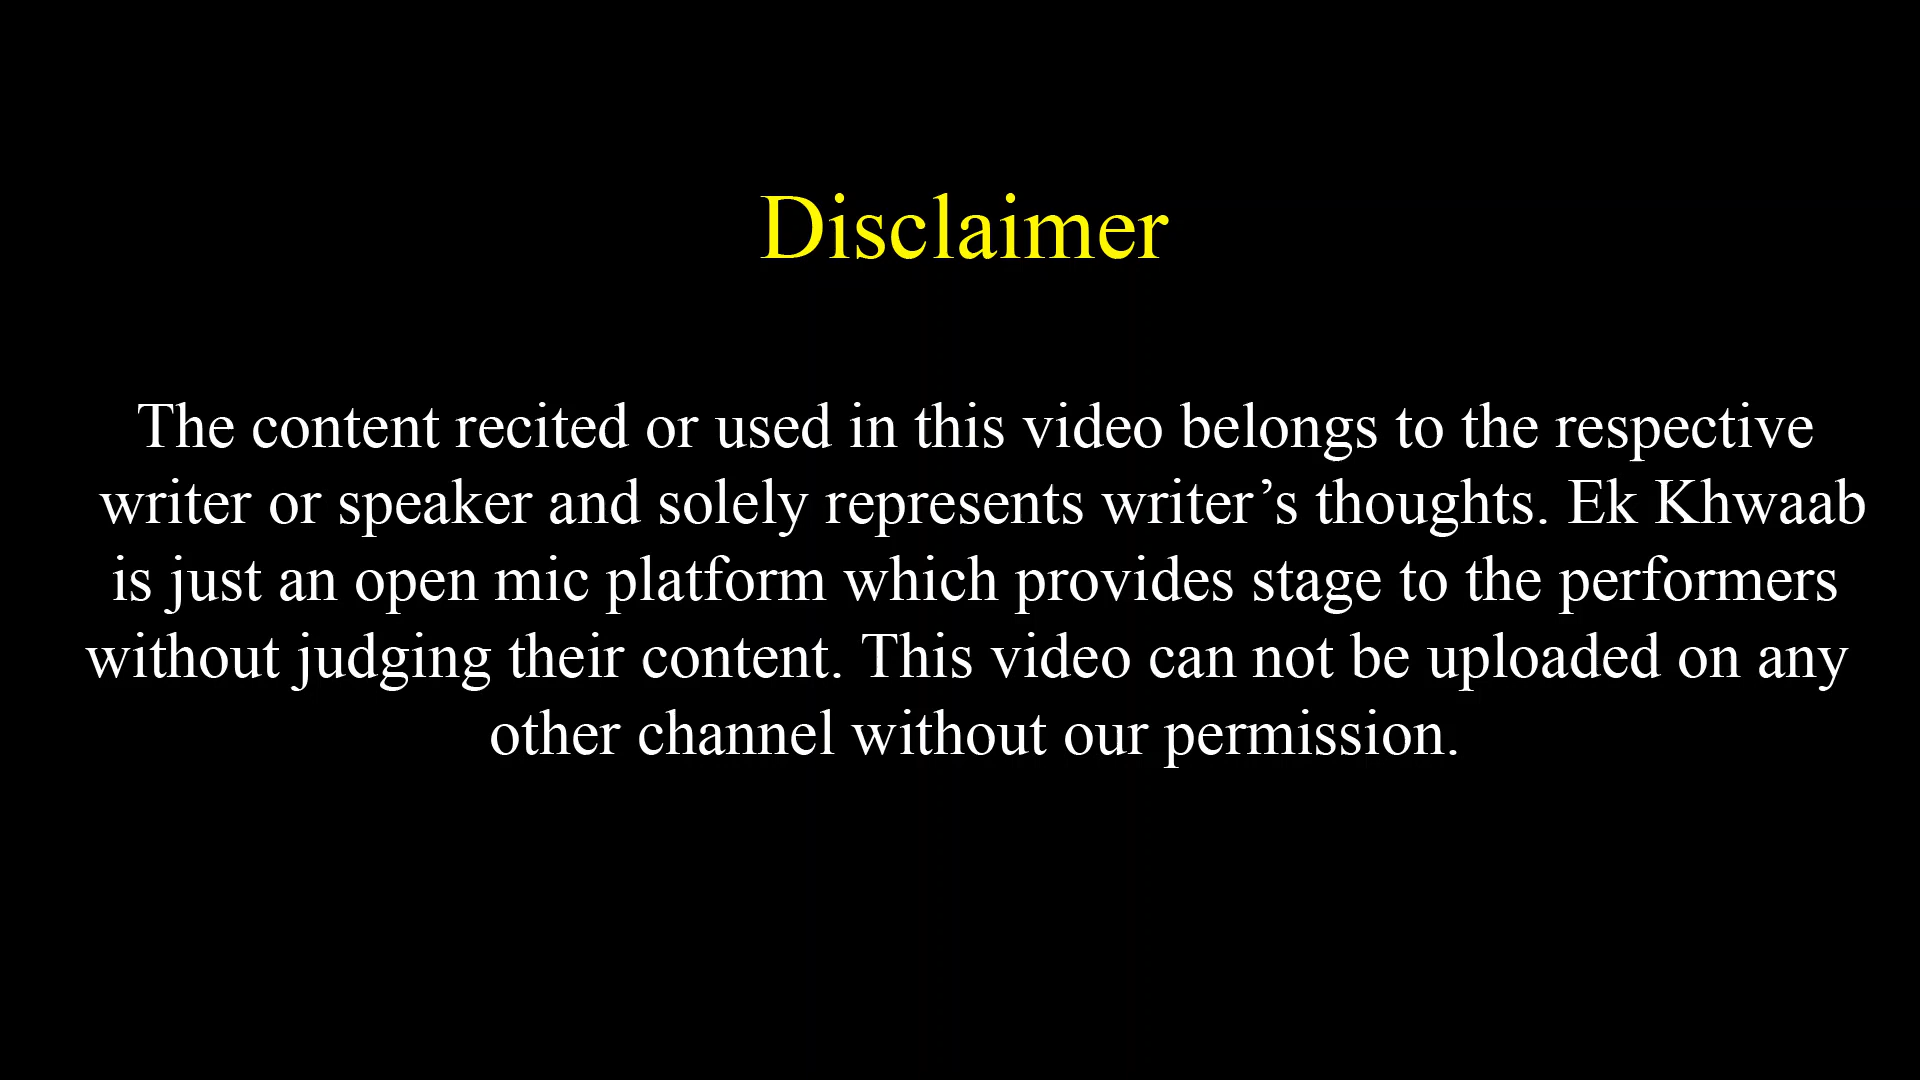 Disclaimer
The content recited or used in this video belongs to the respective
writer or speaker and solely represents writer’s thoughts. Ek Khwaab
is just an open mic platform which provides stage to the performers
without judging their content. This video can not be uploaded on any
other channel without our permission.